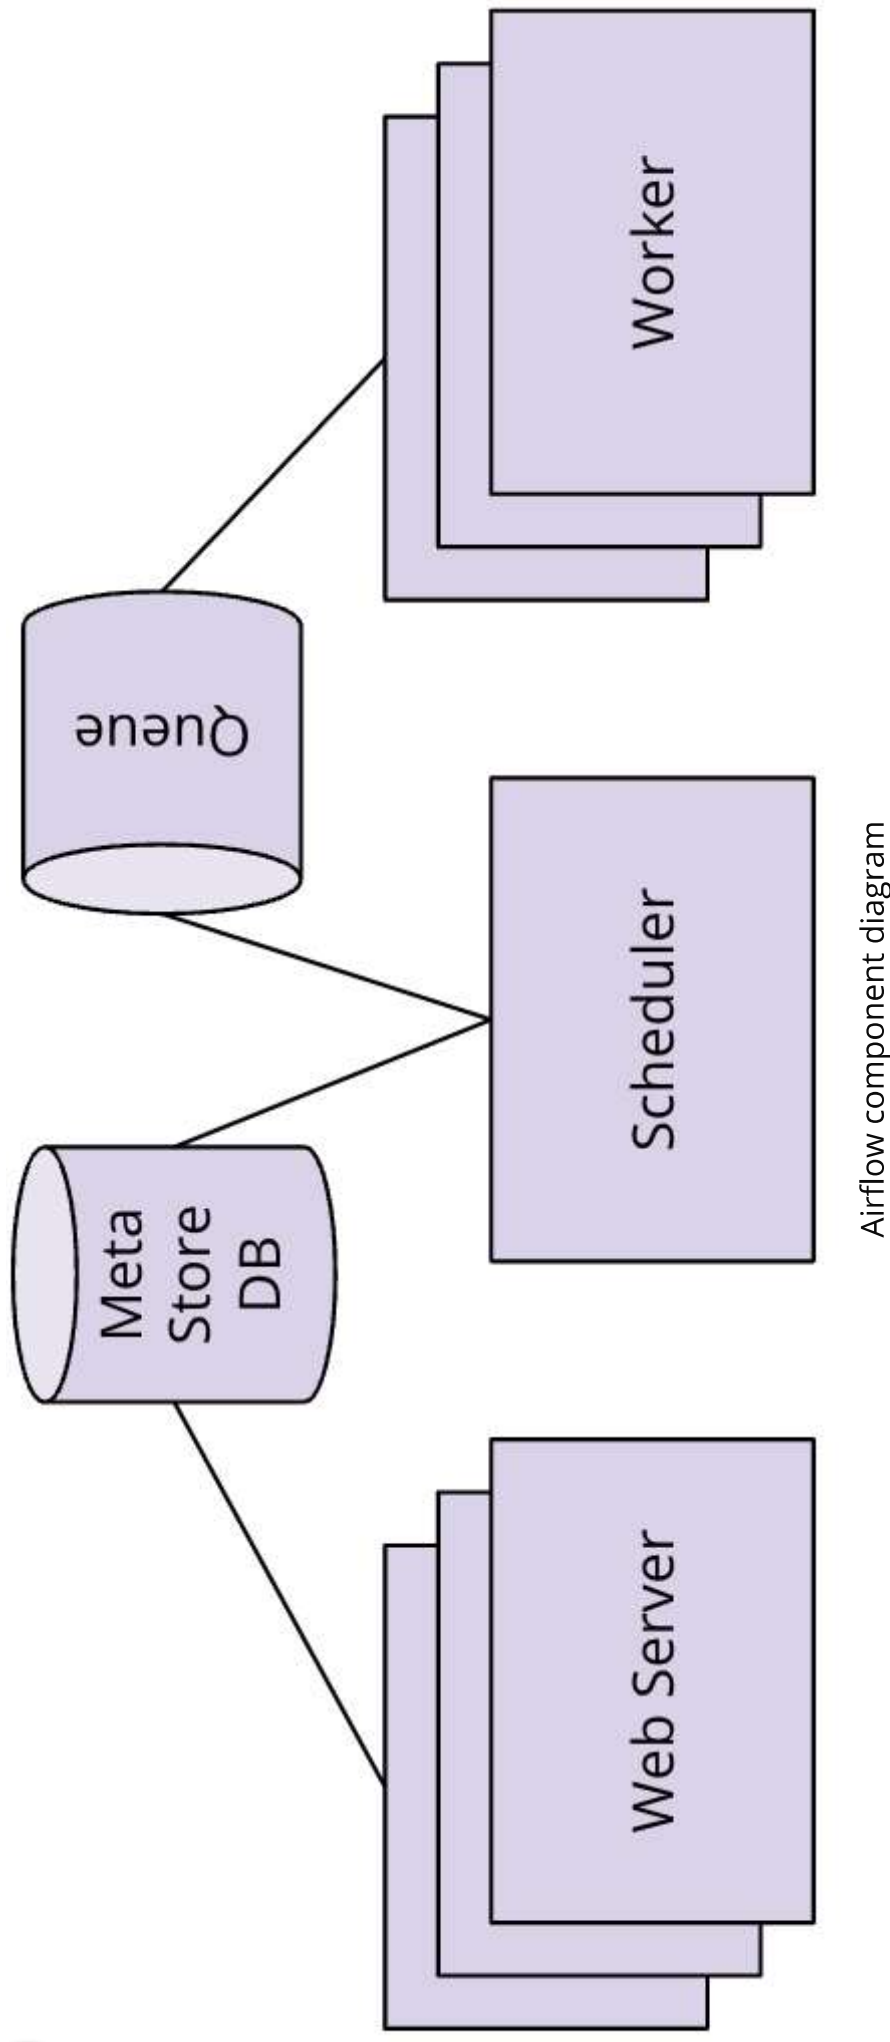 Meta
Store
DB
Queue
Web Server
Scheduler
Worker
Airflow component diagram